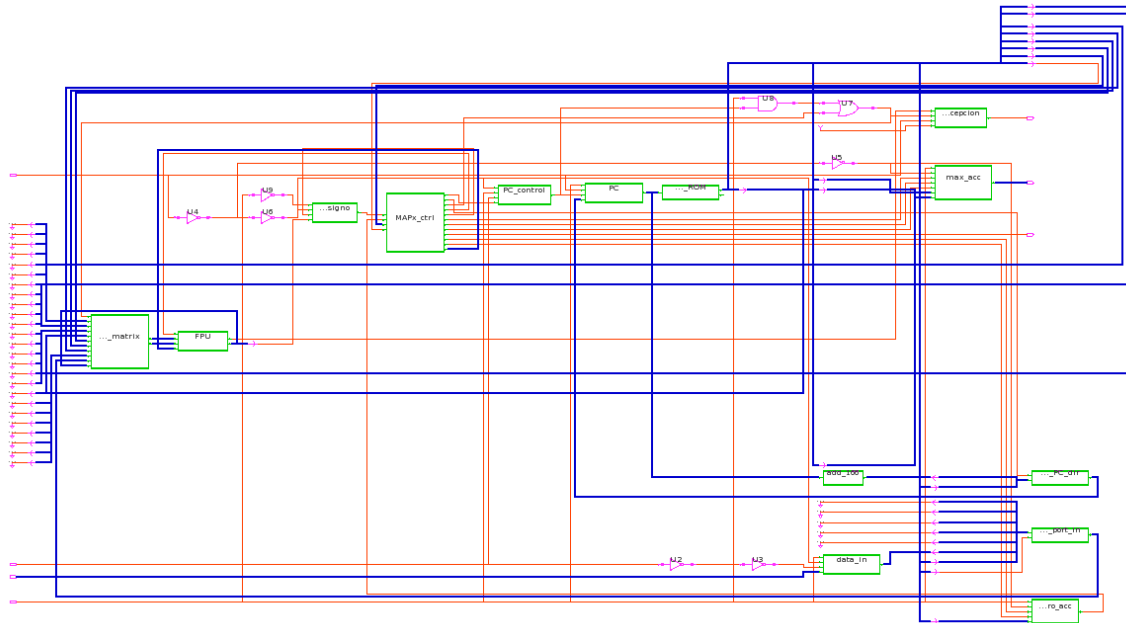 U8
U7
...cepcion
U5
max_acc
U9
PC_control
PC
..._ROM
U4
U6
...signo
MAPx_ctrl
..._matrix
FPU
add_100
..._PC_dir
..._port_in
U2
U3
data_in
...ro_acc